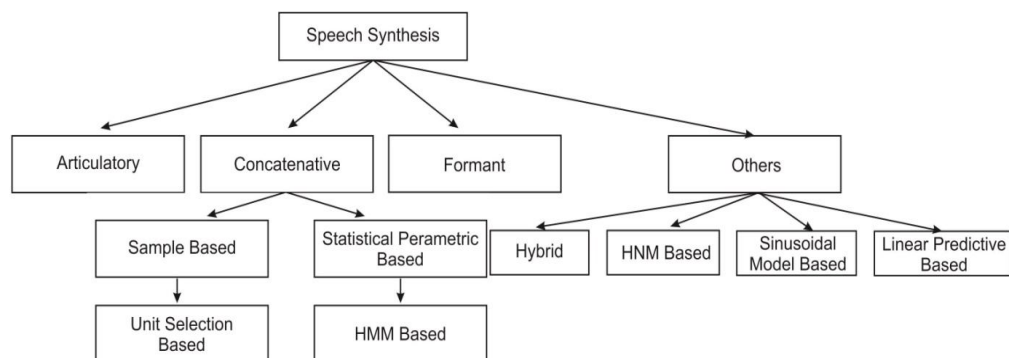 Speech Synthesis
Articulatory
Concatenative
Formant
Others
Sample Based
Statistical Perametric
Based
Hybrid
HNM Based
Sinusoidal
Model Based
Linear Predictive
Based
Unit Selection
Based
HMM Based